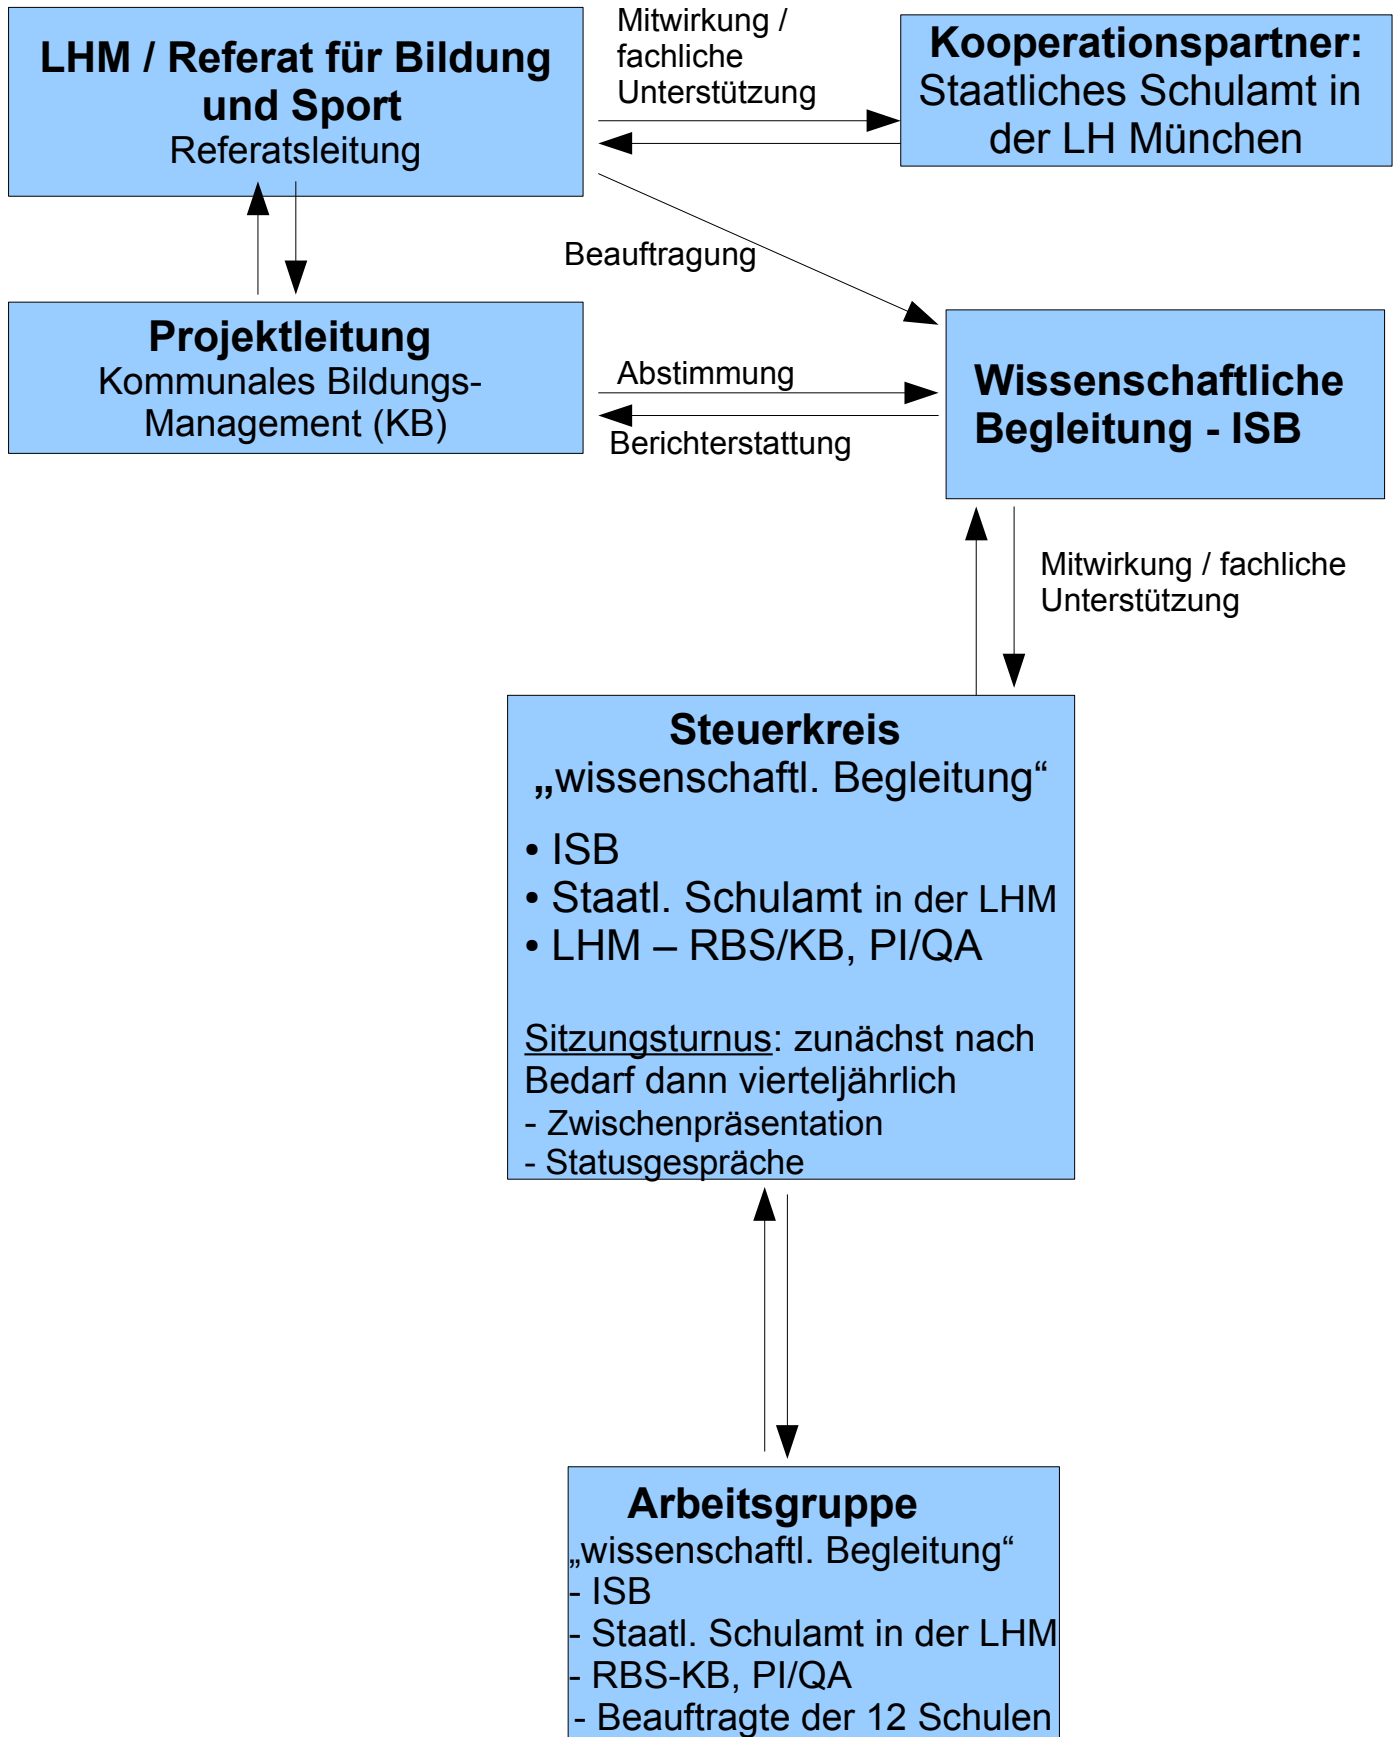 LHM / Referat für Bildung
und Sport
Referatsleitung
Mitwirkung /
fachliche
Unterstützung
Kooperationspartner:
Staatliches Schulamt in
der LH München
Beauftragung
Projektleitung
Kommunales Bildungs-
Management (KB)
Abstimmung
Berichterstattung
Wissenschaftliche
Begleitung - ISB
Mitwirkung / fachliche
Unterstützung
Steuerkreis
„wissenschaftl. Begleitung“
• ISB
• Staatl. Schulamt in der LHM
• LHM – RBS/KB, PI/QA
Sitzungsturnus: zunächst nach
Bedarf dann vierteljährlich
- Zwischenpräsentation
- Statusgespräche
Arbeitsgruppe
„wissenschaftl. Begleitung“
- ISB
- Staatl. Schulamt in der LHM
- RBS-KB, PI/QA
- Beauftragte der 12 Schulen